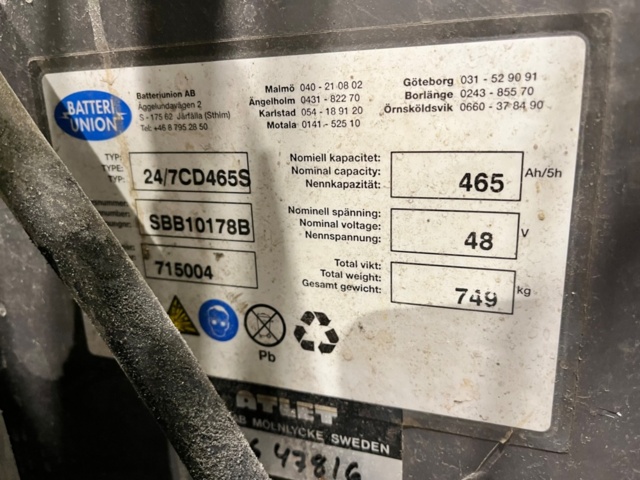 BATTERI
UNION
Batteriunion AB
Äggelundavägen 2
S - 175 62 Järfälla (Sthlm)
Tel: +46 8 795 28 50
Malmö 040 - 21 08 02
Ängelholm 0431 - 822 70
Karstad 054 - 18 91 20
Motala 0141 - 525 10
Göteborg 031 - 52 90 91
Borlänge 0243 - 855 70
Örnsköldsvik 0660 - 37 84 90
TYP:
TYPE:
TYP:
24/7CD465S
SBB10178B
715004
Nomiell kapacitet:
Nominal capacity:
Nennkapazität:
465 Ah/5h
Nominell spänning:
Nominal voltage:
Nennspannung:
48 V
Total vikt:
Total weight:
Gesamt gewicht:
749 kg
Pb
ATLET
MÖLNLYCKE SWEDEN
47816